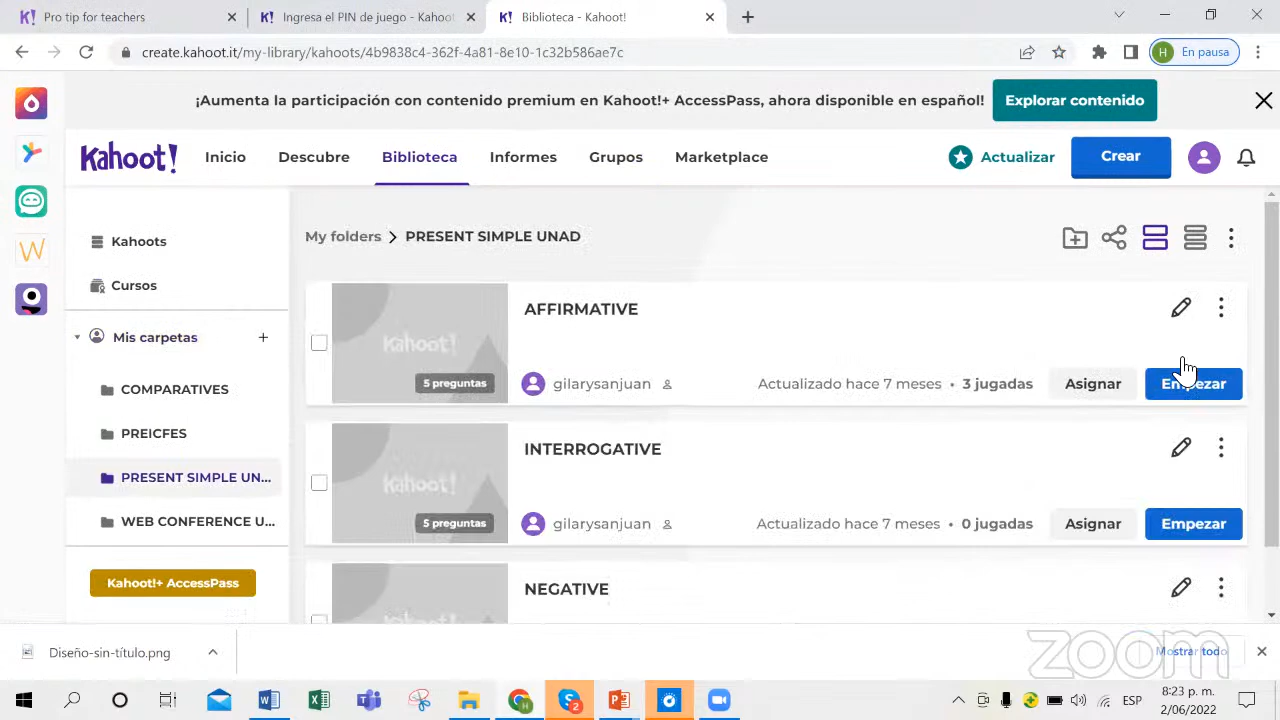 Pro tip for teachers
Ingresa el PIN de juego - Kahoo
Biblioteca - Kahoot!
create.kahoot.it/my-library/kahoots/4b9838c4-362f-4a81-8e10-1c32b586ae7c
H
En pausa
¡Aumenta la participación con contenido premium en Kahoot!+ AccessPass, ahora disponible en español!
Explorar contenido
Kahoot!
Inicio
Descubre
Biblioteca
Informes
Grupos
Marketplace
Actualizar
Crear
Kahoots
Cursos
Mis carpetas
COMPARATIVES
PREICFES
PRESENT SIMPLE UN...
WEB CONFERENCE U...
Kahoot!+ AccessPass
My folders > PRESENT SIMPLE UNAD
Kahoot!
5 preguntas
AFFIRMATIVE
gilarysanjuan
Actualizado hace 7 meses • 3 jugadas
Asignar
Empezar
Kahoot!
5 preguntas
INTERROGATIVE
gilarysanjuan
Actualizado hace 7 meses • 0 jugadas
Asignar
Empezar
NEGATIVE
Diseño-sin-título.png
Mostrar todo
zoom
ESP
8:23 p. m.
2/06/2022